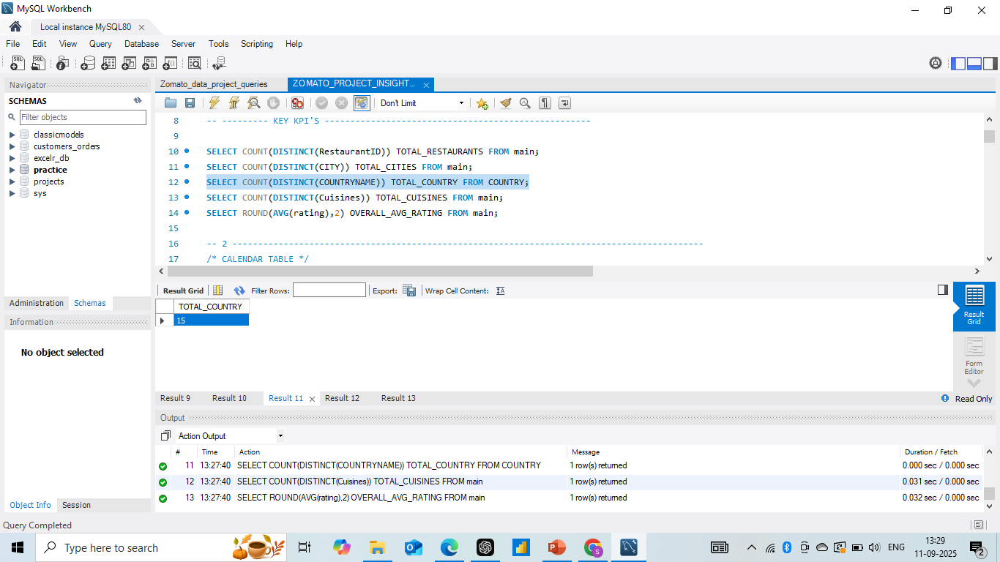 MySQL Workbench
Local instance MySQL80
File Edit View Query Database Server Tools Scripting Help
Navigator
SCHEMAS
Filter objects
classicmodels
customers_orders
excelr_db
practice
projects
sys
Administration Schemas
Information
No object selected
Object Info Session
Query Completed
Zomato_data_project_queries ZOMATO_PROJECT_INSIGHT...
Don't Limit
8 -- ---------- KEY KPI'S ----------------------------------------------------
9
10 SELECT COUNT(DISTINCT(RestaurantID)) TOTAL_RESTAURANTS FROM main;
11 SELECT COUNT(DISTINCT(CITY)) TOTAL_CITIES FROM main;
12 SELECT COUNT(DISTINCT(COUNTRYNAME)) TOTAL_COUNTRY FROM COUNTRY;
13 SELECT COUNT(DISTINCT(Cuisines)) TOTAL_CUISINES FROM main;
14 SELECT ROUND(AVG(rating),2) OVERALL_AVG_RATING FROM main;
15
16 -- 2 --------------------------------------------------------------------------------------------
17 /* CALENDAR TABLE */
Result Grid Filter Rows: Export: Wrap Cell Content:
TOTAL_COUNTRY
15
Result Grid
Form Editor
Result 9 Result 10 Result 11 Result 12 Result 13
Read Only
Output
Action Output
# Time Action Message Duration / Fetch
11 13:27:40 SELECT COUNT(DISTINCT(COUNTRYNAME)) TOTAL_COUNTRY FROM COUNTRY 1 row(s) returned 0.000 sec / 0.000 sec
12 13:27:40 SELECT COUNT(DISTINCT(Cuisines)) TOTAL_CUISINES FROM main 1 row(s) returned 0.031 sec / 0.000 sec
13 13:27:40 SELECT ROUND(AVG(rating),2) OVERALL_AVG_RATING FROM main 1 row(s) returned 0.032 sec / 0.000 sec
Type here to search
ENG
13:29
11-09-2025
2